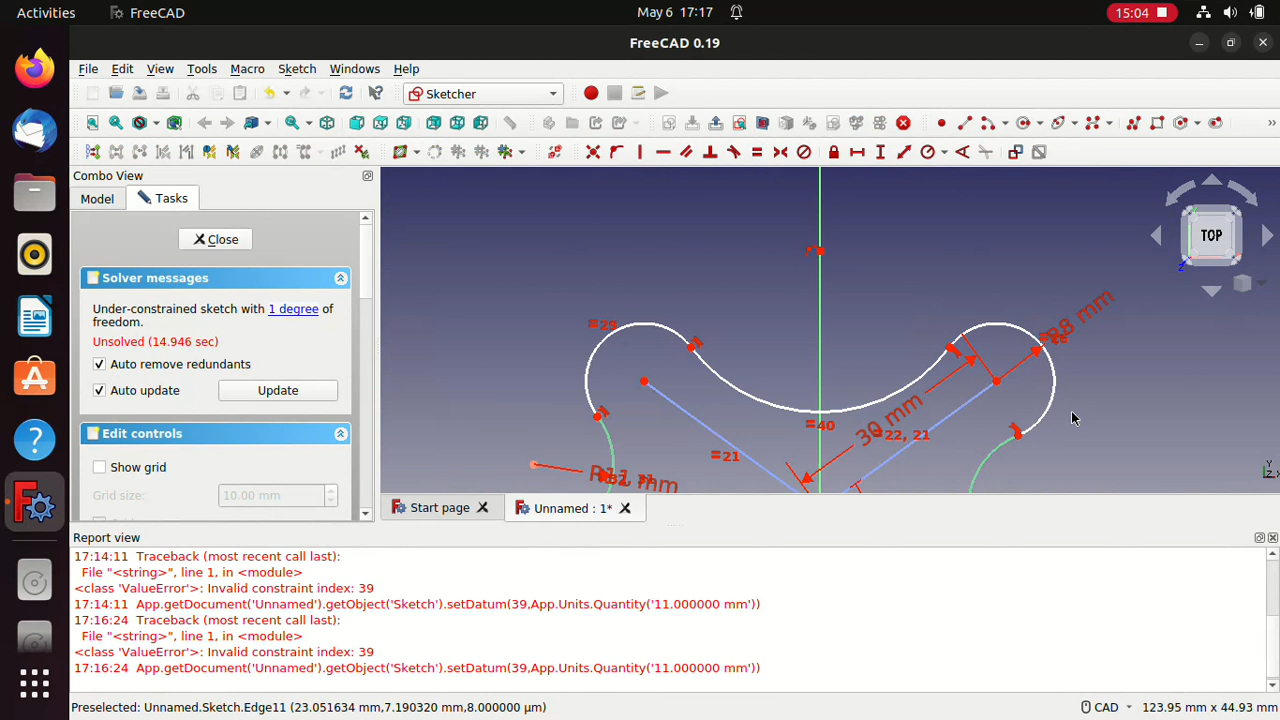 Activities
FreeCAD
May 6 17:17
15:04
FreeCAD 0.19
File Edit View Tools Macro Sketch Windows Help
Sketcher
»
Combo View
Model
Tasks
Close
Solver messages
Under-constrained sketch with 1 degree of
freedom.
Unsolved (14.946 sec)
Auto remove redundants
Auto update
Update
Edit controls
Show grid
Grid size:
10.00 mm
TOP
Z
=29
=40
30 mm
=22, 21
=21
R11, mm
Y
Z X
Start page
Unnamed : 1*
Report view
17:14:11 Traceback (most recent call last):
File "<string>", line 1, in <module>
<class 'ValueError'>: Invalid constraint index: 39
17:14:11 App.getDocument('Unnamed').getObject('Sketch').setDatum(39,App.Units.Quantity('11.000000 mm'))
17:16:24 Traceback (most recent call last):
File "<string>", line 1, in <module>
<class 'ValueError'>: Invalid constraint index: 39
17:16:24 App.getDocument('Unnamed').getObject('Sketch').setDatum(39,App.Units.Quantity('11.000000 mm'))
Preselected: Unnamed.Sketch.Edge11 (23.051634 mm,7.190320 mm,8.000000 μm)
CAD
123.95 mm x 44.93 mm